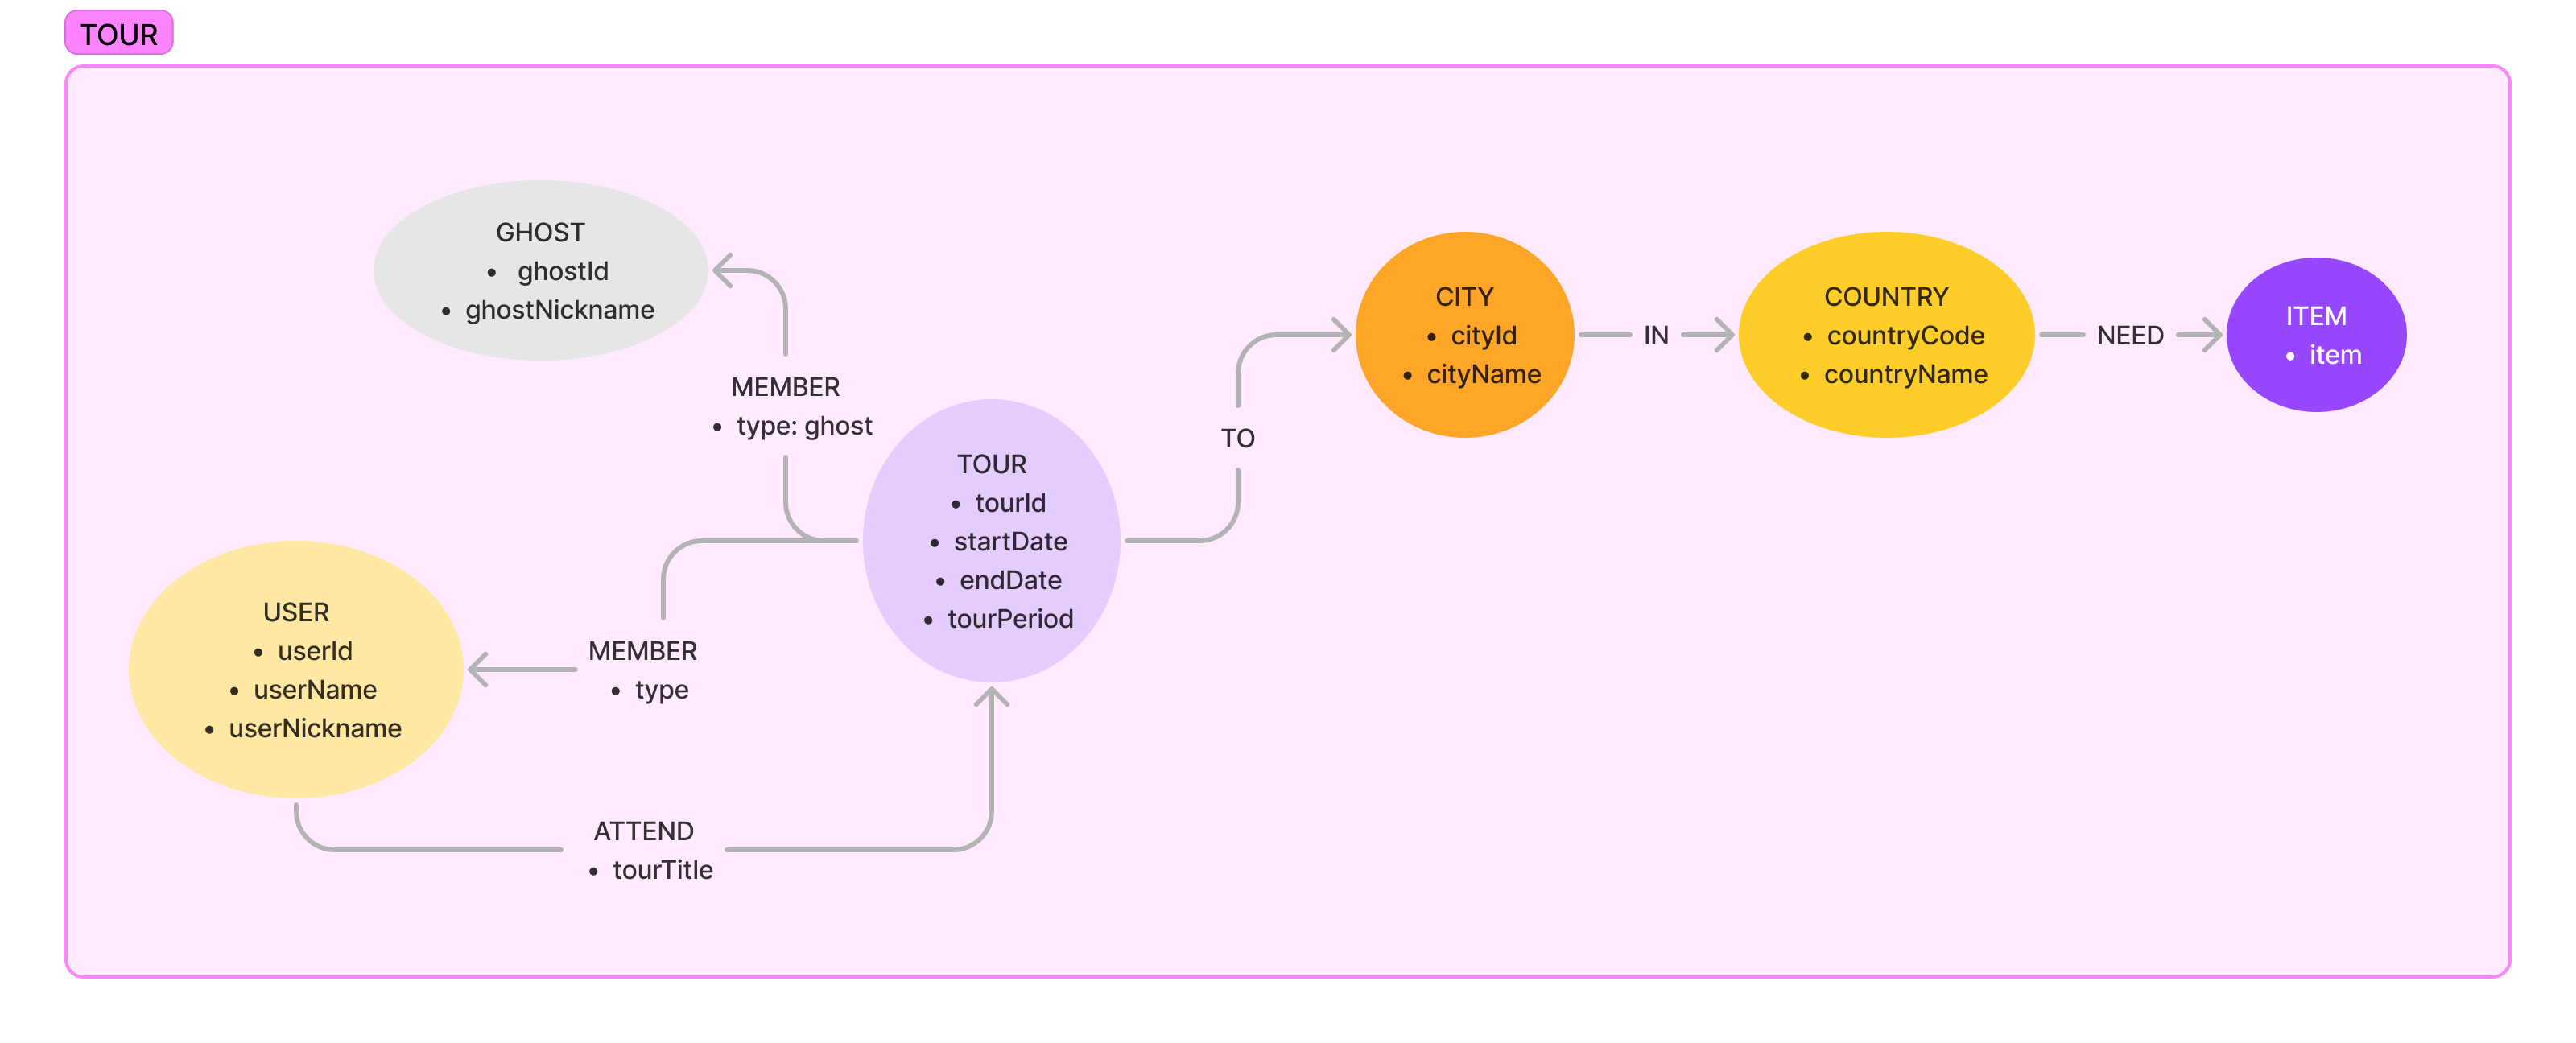 TOUR
GHOST
• ghostId
• ghostNickname
MEMBER
• type: ghost
TOUR
• tourId
• startDate
• endDate
• tourPeriod
TO
CITY
• cityId
• cityName
IN
COUNTRY
• countryCode
• countryName
NEED
ITEM
• item
USER
• userId
• userName
• userNickname
MEMBER
• type
ATTEND
• tourTitle